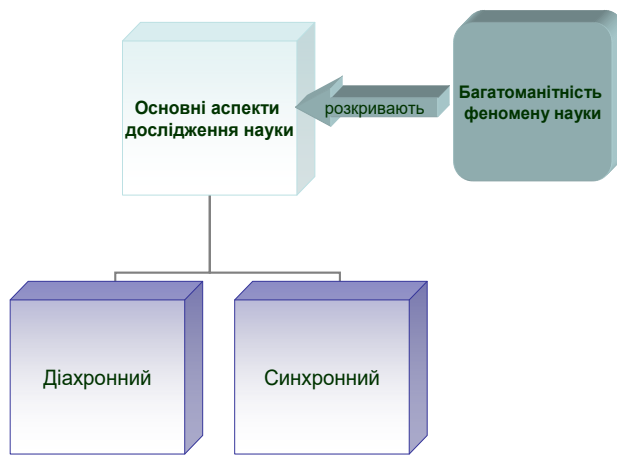 Основні аспекти
дослідження науки
розкривають
Багатоманітність
феномену науки
Діахронний
Синхронний